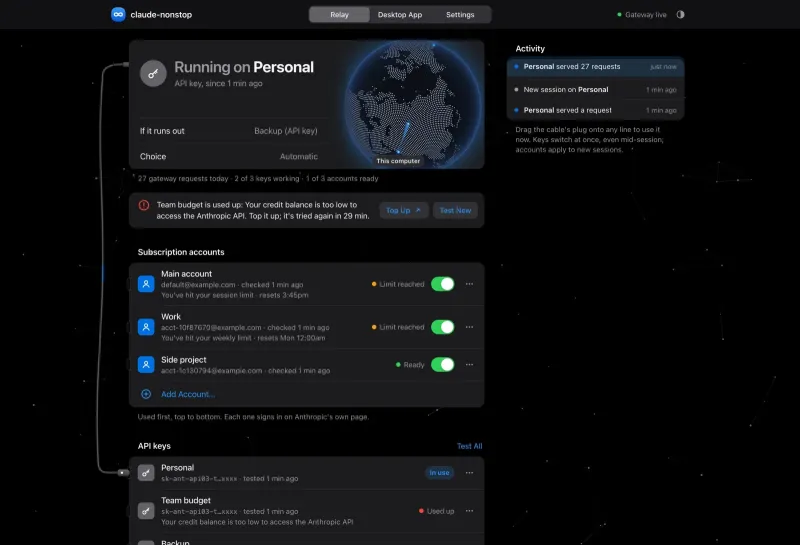 claude-nonstop
Relay
Desktop App
Settings
Gateway live
Running on Personal
API key, since 1 min ago
If it runs out
Backup (API key)
Choice
Automatic
This computer
27 gateway requests today · 2 of 3 keys working · 1 of 3 accounts ready
Team budget is used up: Your credit balance is too low to
access the Anthropic API. Top it up; it's tried again in 29 min.
Top Up ↗
Test Now
Subscription accounts
Main account
default@example.com · checked 1 min ago
You've hit your session limit · resets 3:45pm
Limit reached
Work
acct-10f87670@example.com · checked 1 min ago
You've hit your weekly limit · resets Mon 12:00am
Limit reached
Side project
acct-1c130794@example.com · checked 1 min ago
Ready
Add Account...
Used first, top to bottom. Each one signs in on Anthropic's own page.
API keys
Test All
Personal
sk-ant-api03-t…xxxx · tested 1 min ago
In use
Team budget
sk-ant-api03-t…xxxx · tested 1 min ago
Your credit balance is too low to access the Anthropic API
Used up
Backup
Activity
Personal served 27 requests
just now
New session on Personal
1 min ago
Personal served a request
1 min ago
Drag the cable's plug onto any line to use it
now. Keys switch at once, even mid-session;
accounts apply to new sessions.